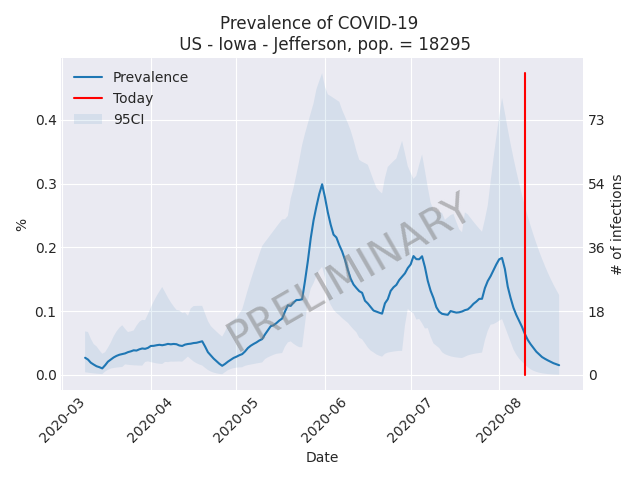 Prevalence of COVID-19
US - Iowa - Jefferson, pop. = 18295
Prevalence
Today
95CI
PRELIMINARY
%
0.4
0.3
0.2
0.1
0.0
# of infections
73
54
36
18
0
2020-03
2020-04
2020-05
2020-06
2020-07
2020-08
Date